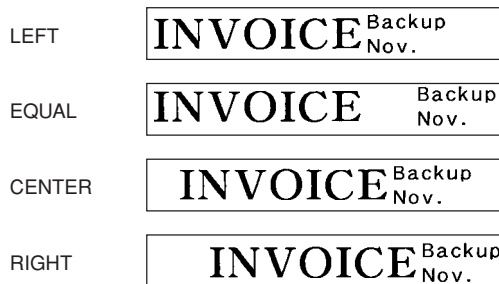 LEFT
INVOICE Backup
Nov.
EQUAL
INVOICE Backup
Nov.
CENTER
INVOICE Backup
Nov.
RIGHT
INVOICE Backup
Nov.